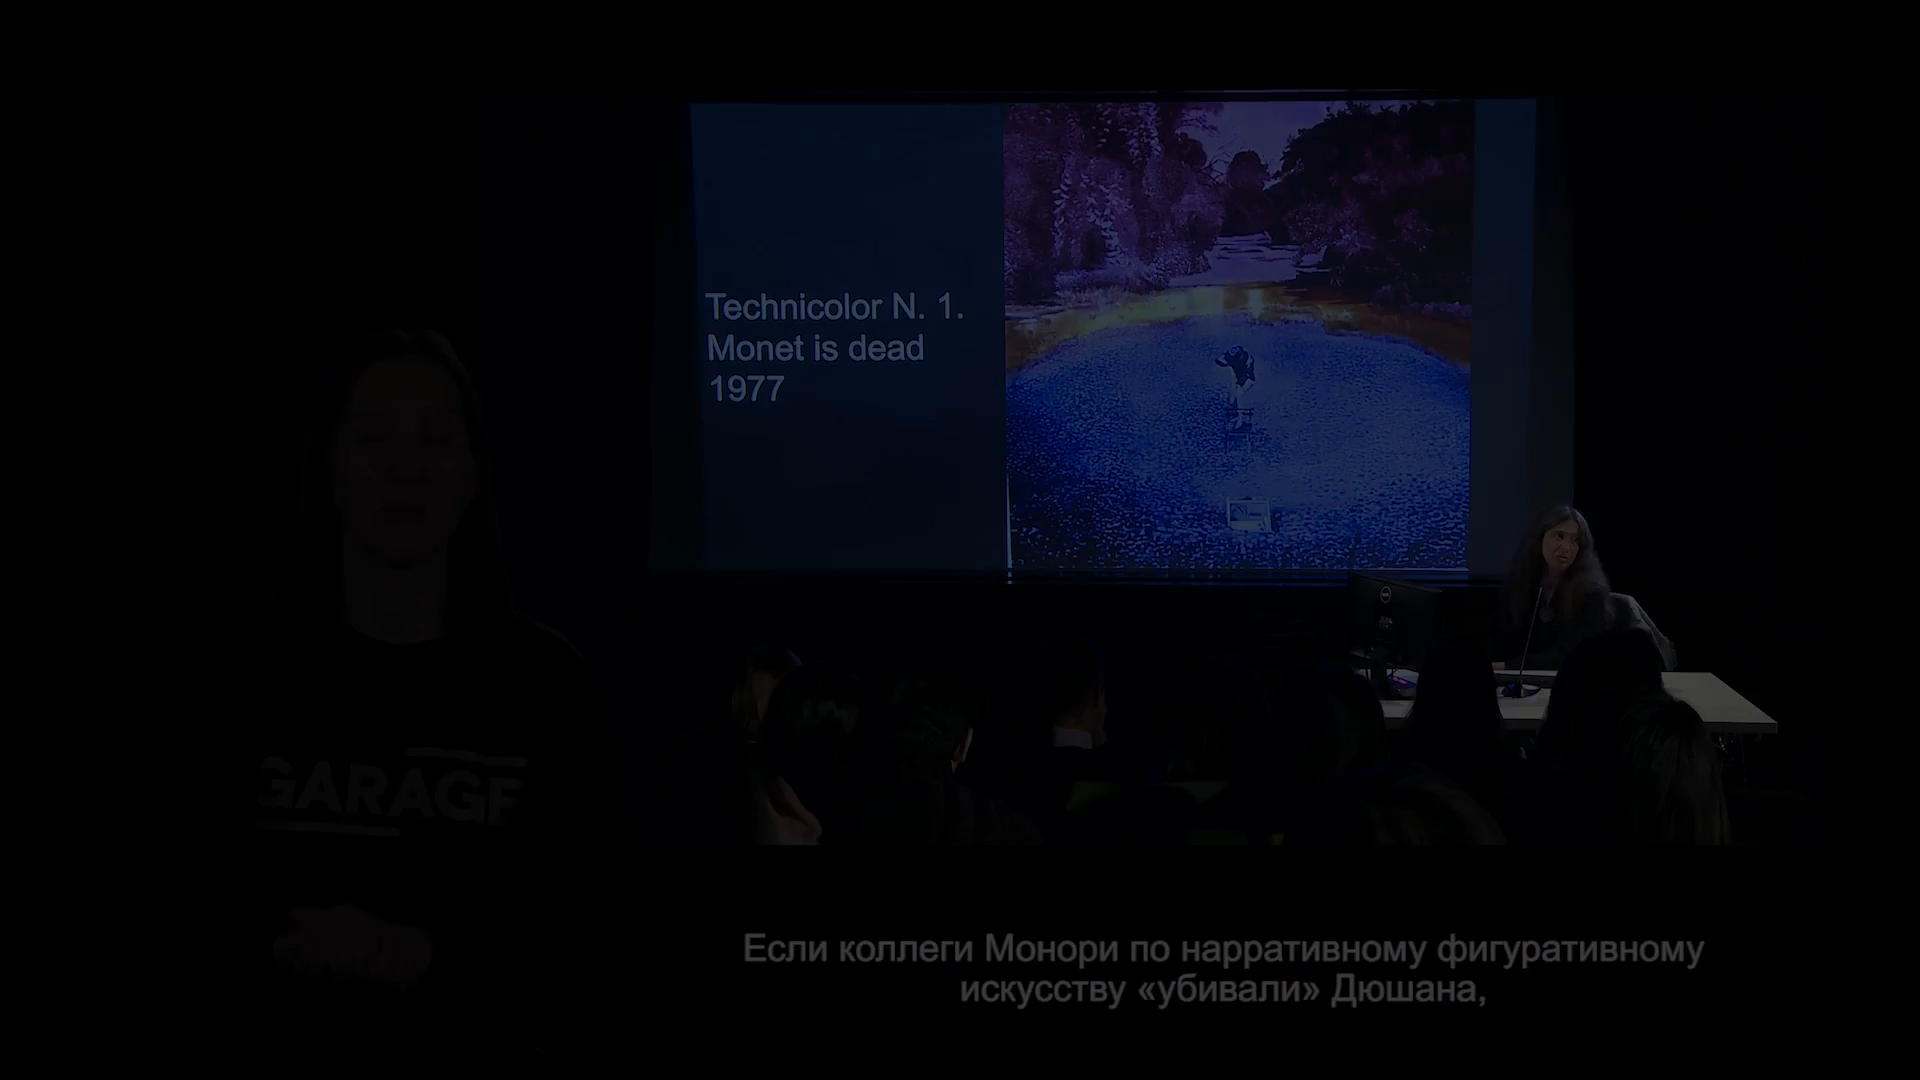 Technicolor N. 1.
Monet is dead
1977
GARAGE
Если коллеги Монори по нарративному фигуративному
искусству «убивали» Дюшана,